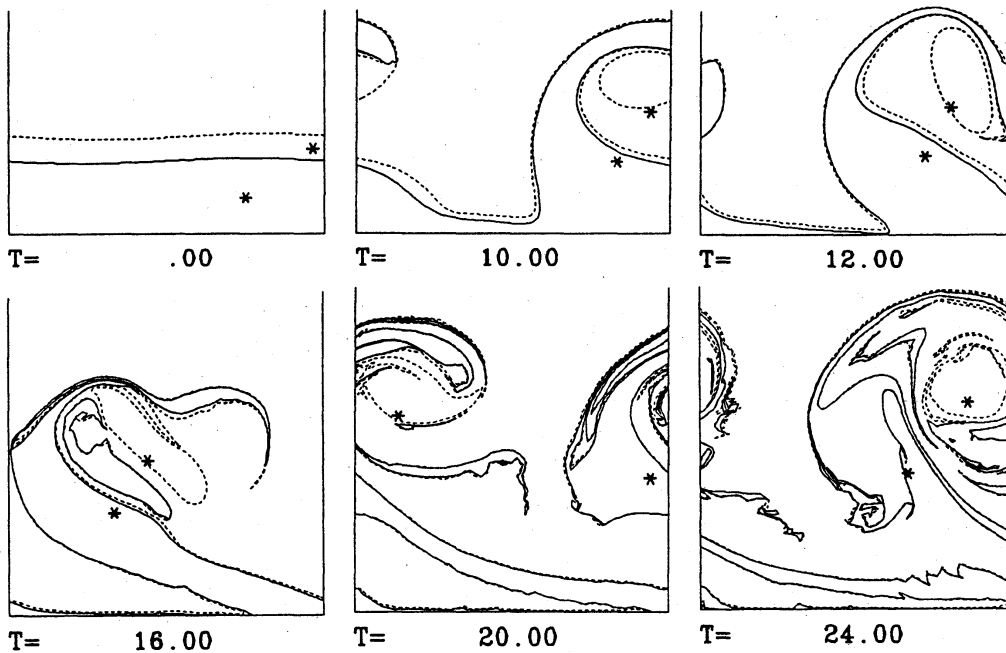 T= .00
T= 10.00
T= 12.00
T= 16.00
T= 20.00
T= 24.00